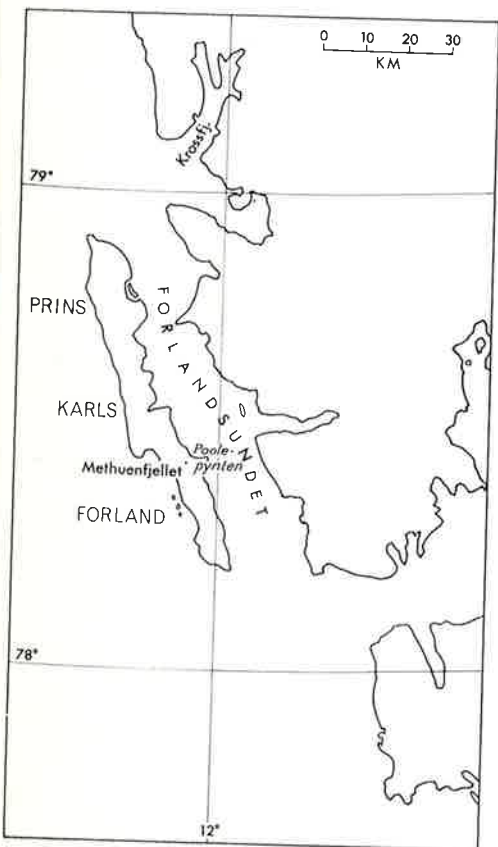 0 10 20 30
KM
Krossfj.
79°
PRINS
FORLANDSUNDET
KARLS
Poole-
pynten
Methuenfjellet
FORLAND
78°
12°